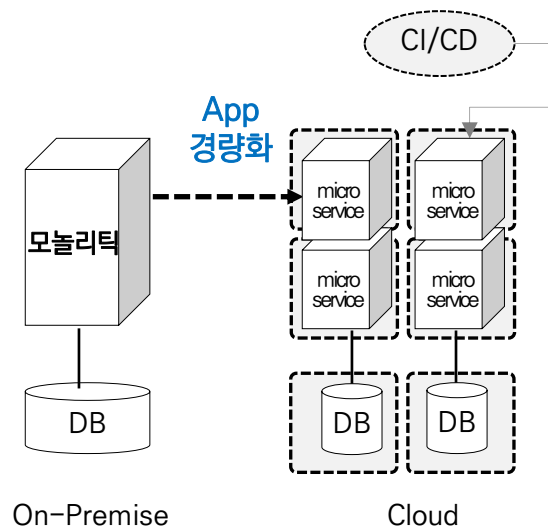 CI/CD
App
경량화
모놀리틱
micro
service
micro
service
micro
service
micro
service
DB
DB
DB
On-Premise
Cloud